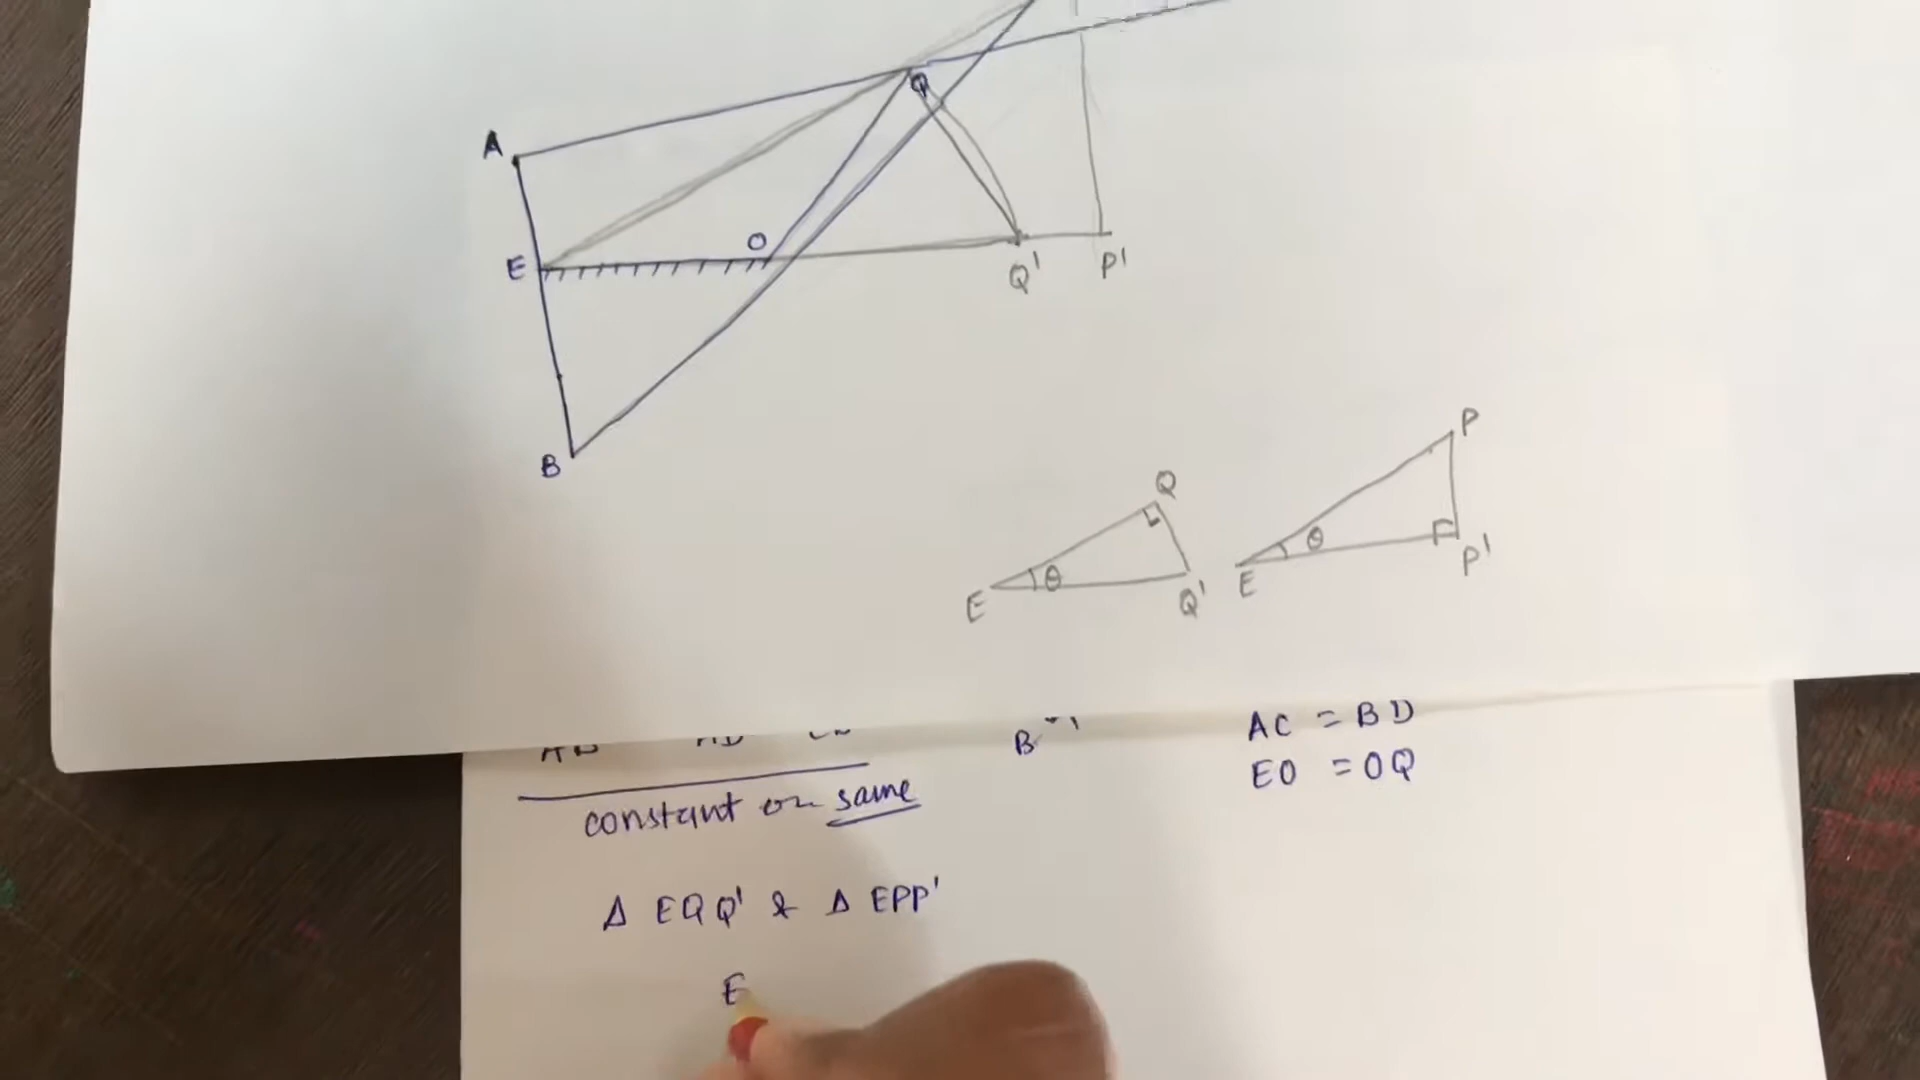 Q
A
O
E
Q' P'
B
P
Q
θ
θ
E Q' E P'
B
AC = BD
EO = OQ
constant or same
Δ EQQ' & Δ EPP'
E